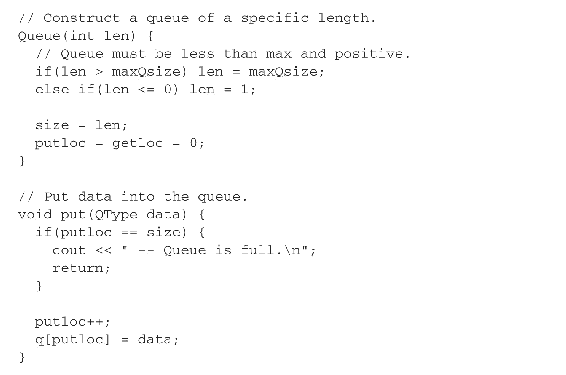 // Construct a queue of a specific length.
Queue(int len) {
  // Queue must be less than max and positive.
  if(len > maxQsize) len = maxQsize;
  else if(len <= 0) len = 1;

  size = len;
  putloc = getloc = 0;
}

// Put data into the queue.
void put(QType data) {
  if(putloc == size) {
    cout << " -- Queue is full.\n";
    return;
  }

  putloc++;
  q[putloc] = data;
}